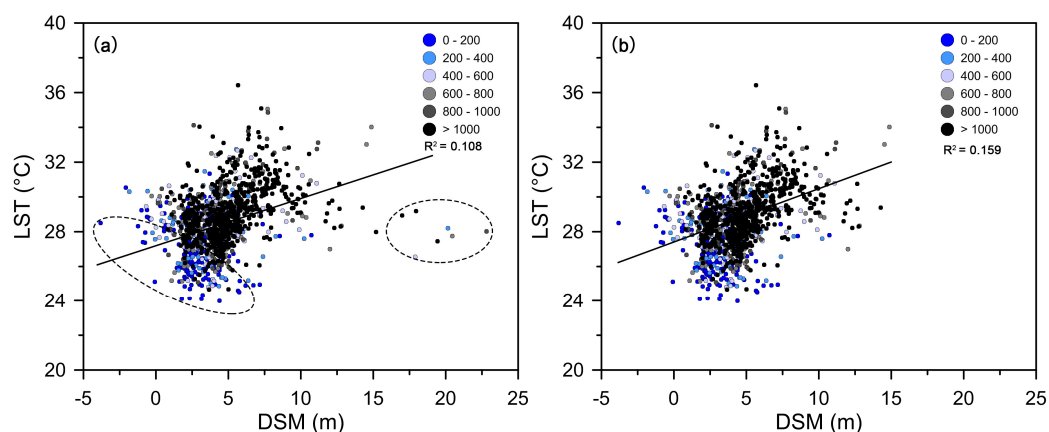 (a)
40
36
32
28
24
20
LST (°C)
-5 0 5 10 15 20 25
DSM (m)
0 - 200
200 - 400
400 - 600
600 - 800
800 - 1000
> 1000
R² = 0.108
(b)
40
36
32
28
24
20
LST (°C)
-5 0 5 10 15 20 25
DSM (m)
0 - 200
200 - 400
400 - 600
600 - 800
800 - 1000
> 1000
R² = 0.159